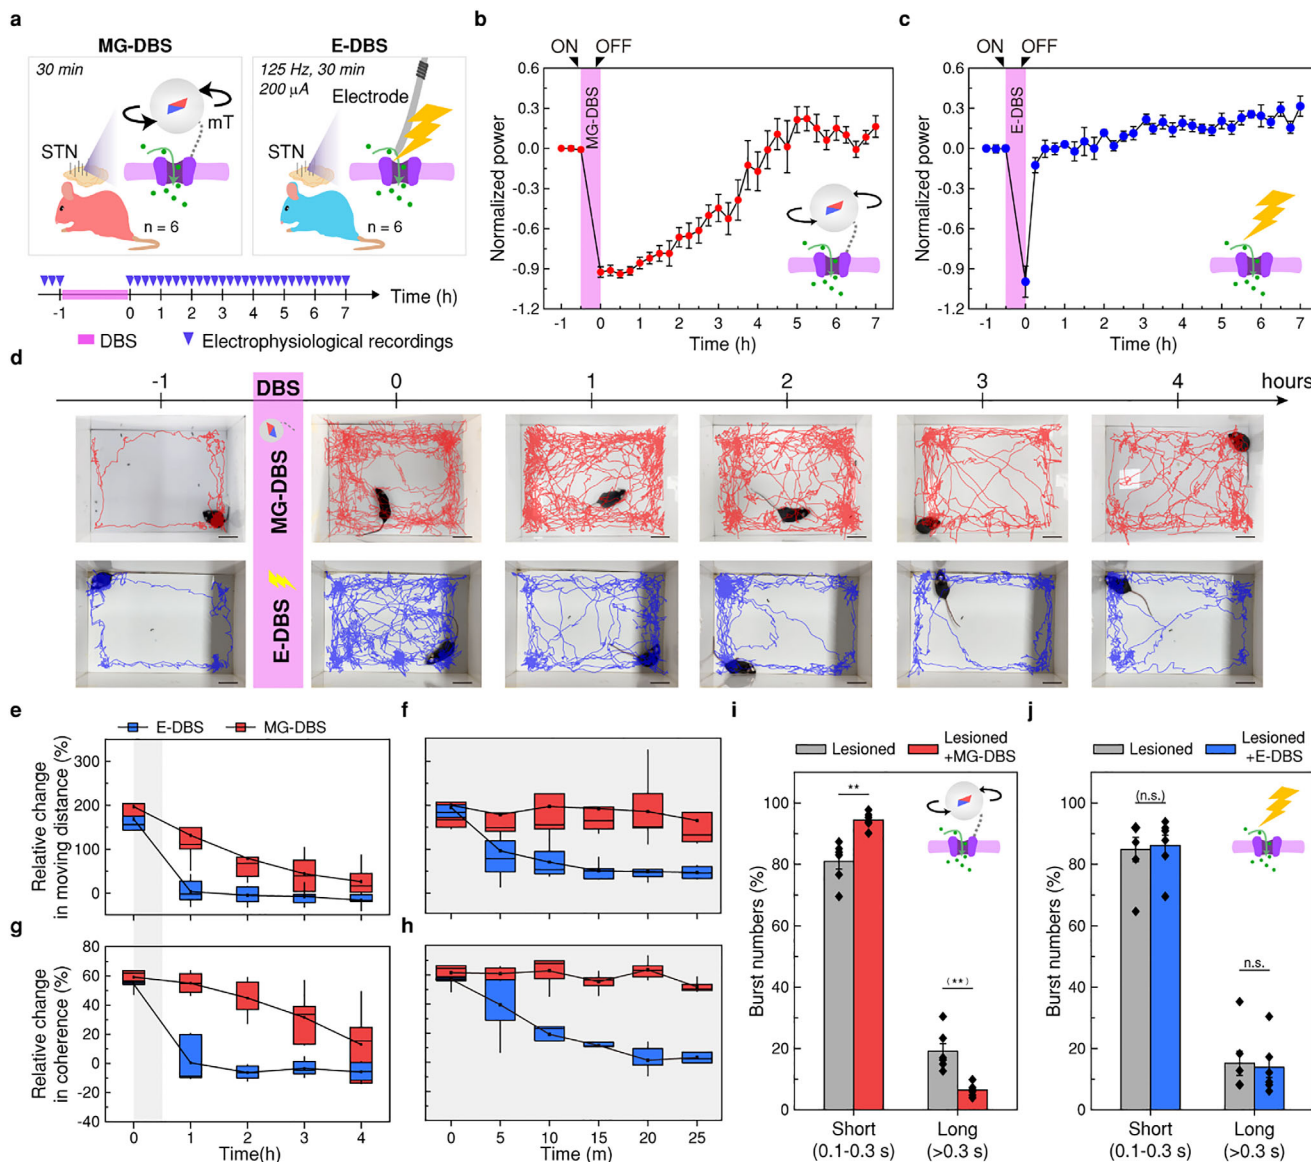 a
MG-DBS
E-DBS
30 min
mT
STN
n = 6
125 Hz, 30 min
200 µA
Electrode
STN
n = 6
-1 0 1 2 3 4 5 6 7
Time (h)
DBS
Electrophysiological recordings
b
ON OFF
MG-DBS
Normalized power
0.6
0.3
0.0
-0.3
-0.6
-0.9
-1.2
-1 0 1 2 3 4 5 6 7
Time (h)
c
ON OFF
E-DBS
Normalized power
0.6
0.3
0.0
-0.3
-0.6
-0.9
-1.2
-1 0 1 2 3 4 5 6 7
Time (h)
d
-1 DBS 0 1 2 3 4 hours
MG-DBS
E-DBS
e
E-DBS MG-DBS
Relative change
in moving distance (%)
300
200
100
0
f
g
Relative change
in coherence (%)
80
60
40
20
0
-20
-40
0 1 2 3 4
Time(h)
h
0 5 10 15 20 25
Time (m)
i
Lesioned
Lesioned
+MG-DBS
Burst numbers (%)
100
80
60
40
20
0
**
(**)
Short
(0.1-0.3 s)
Long
(>0.3 s)
j
Lesioned
Lesioned
+E-DBS
Burst numbers (%)
100
80
60
40
20
0
(n.s.)
n.s.
Short
(0.1-0.3 s)
Long
(>0.3 s)